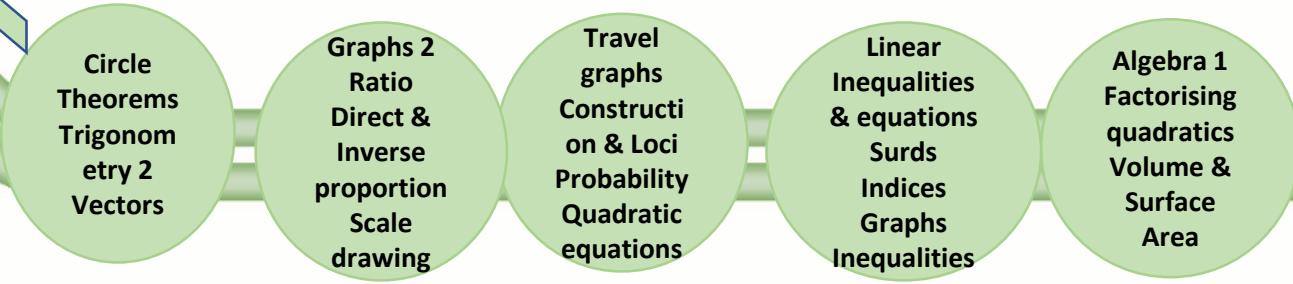 Circle
Theorems
Trigonom
etry 2
Vectors
Graphs 2
Ratio
Direct &
Inverse
proportion
Scale
drawing
Travel
graphs
Constructi
on & Loci
Probability
Quadratic
equations
Linear
Inequalities
& equations
Surds
Indices
Graphs
Inequalities
Algebra 1
Factorising
quadratics
Volume &
Surface
Area